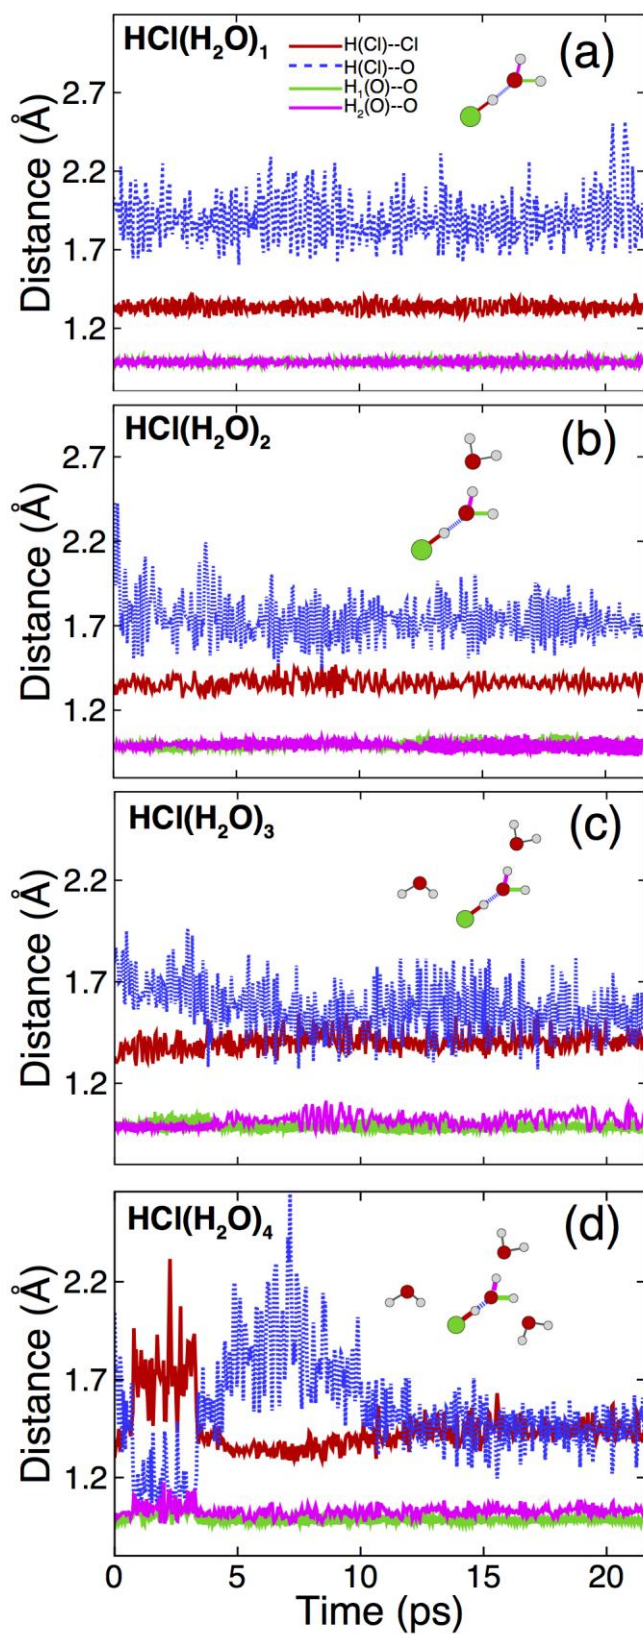 HCl(H₂O)₁
(a)
H(Cl)--Cl
H(Cl)--O
H₁(O)--O
H₂(O)--O
Distance (Å)
2.7
2.2
1.7
1.2
HCl(H₂O)₂
(b)
Distance (Å)
2.7
2.2
1.7
1.2
HCl(H₂O)₃
(c)
Distance (Å)
2.2
1.7
1.2
HCl(H₂O)₄
(d)
Distance (Å)
2.2
1.7
1.2
0 5 10 15 20
Time (ps)